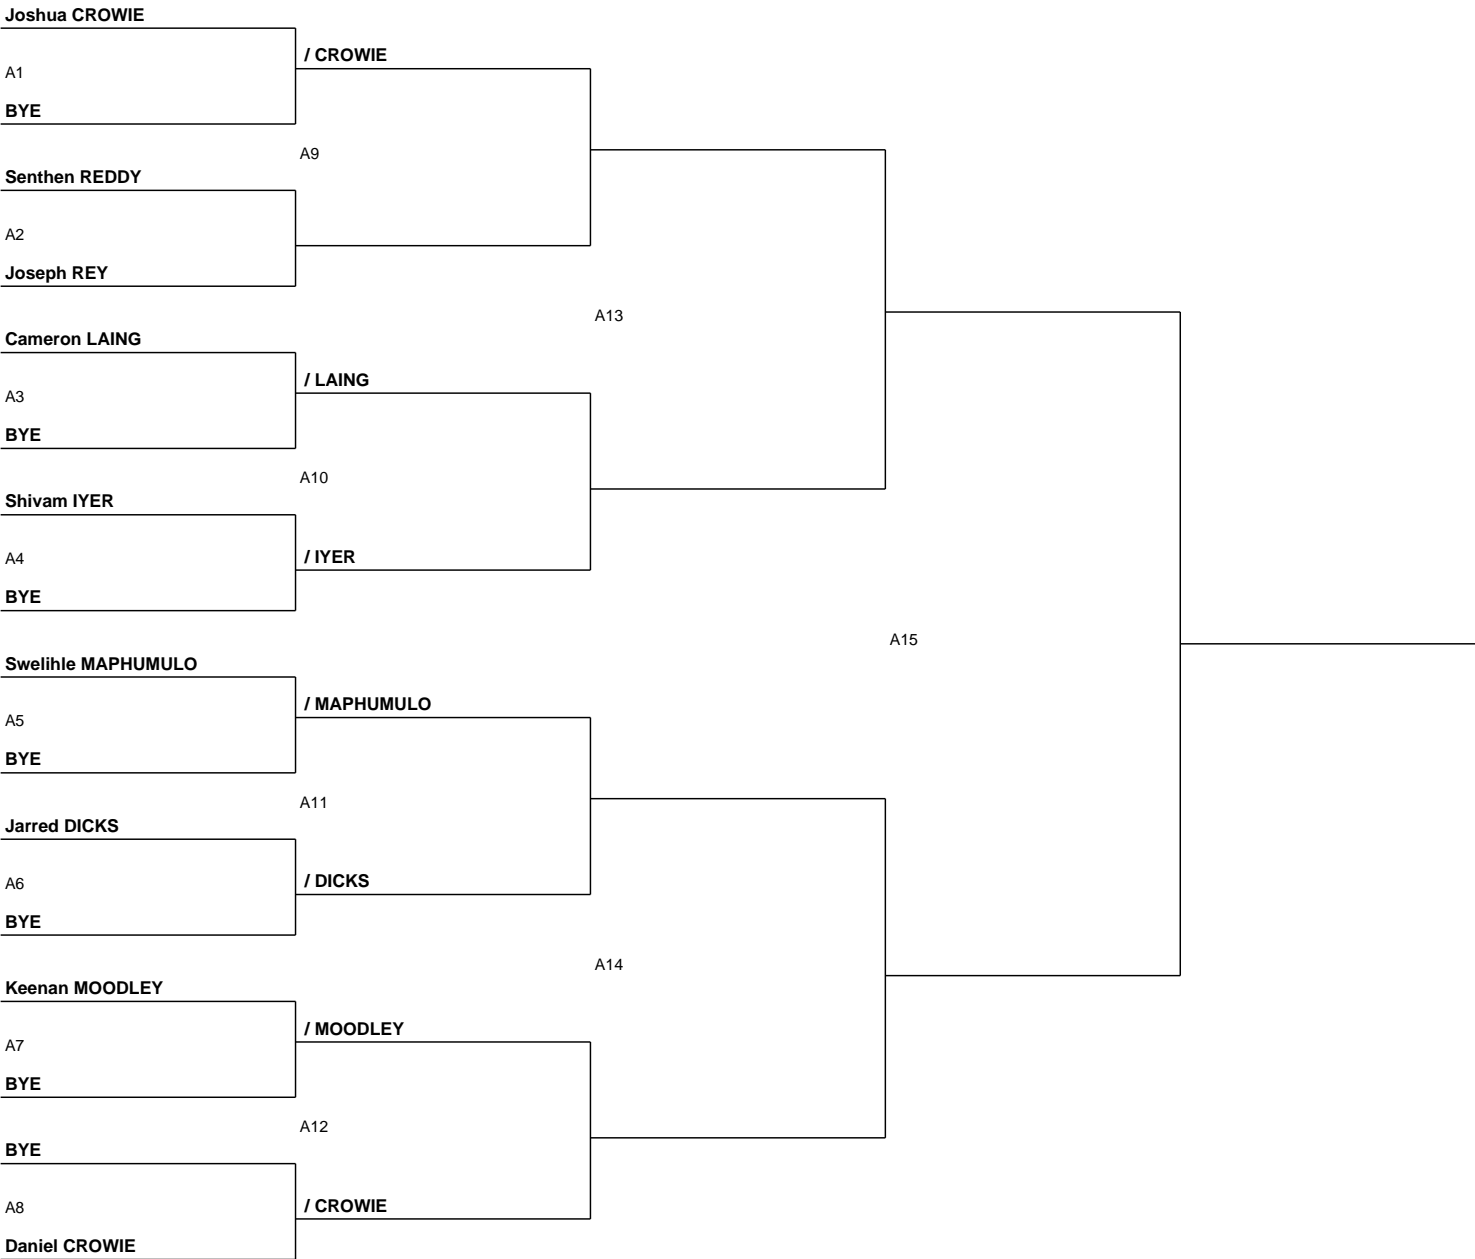 Joshua CROWIE
/ CROWIE
A1
BYE
A9
Senthen REDDY
A2
Joseph REY
A13
Cameron LAING
/ LAING
A3
BYE
A10
Shivam IYER
A4
/ IYER
BYE
A15
Swelihle MAPHUMULO
/ MAPHUMULO
A5
BYE
A11
Jarred DICKS
A6
/ DICKS
BYE
A14
Keenan MOODLEY
/ MOODLEY
A7
BYE
A12
BYE
A8
/ CROWIE
Daniel CROWIE